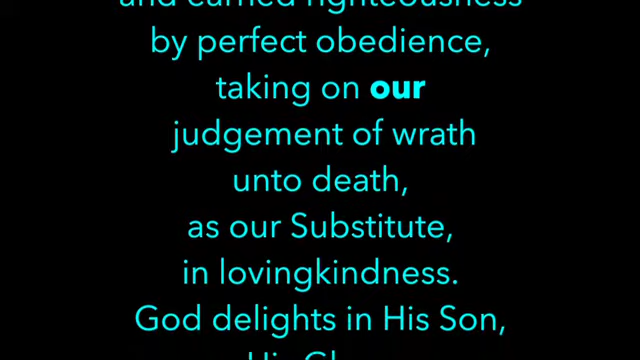 and earned righteousness
by perfect obedience,
taking on our
judgement of wrath
unto death,
as our Substitute,
in lovingkindness.
God delights in His Son,
His